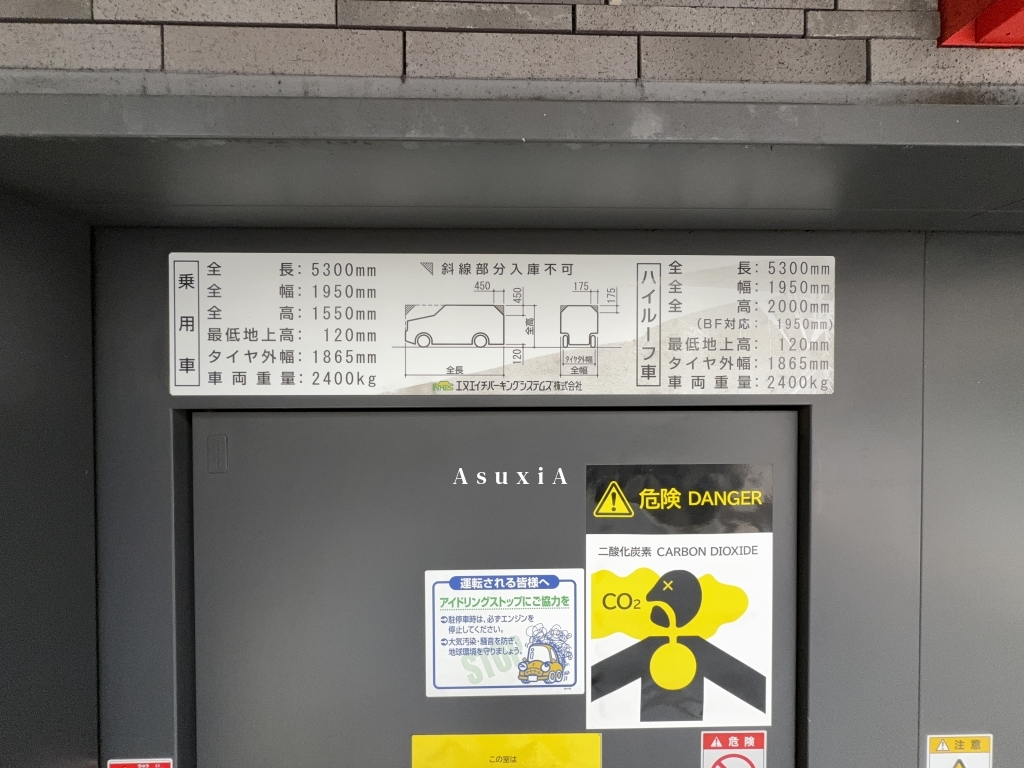 乗用車
全長：5300mm
全幅：1950mm
全高：1550mm
最低地上高：120mm
タイヤ外幅：1865mm
車両重量：2400kg
斜線部分入庫不可
450
450
全高
120
全長
175
175
タイヤ外幅
全幅
エヌエイチパーキングシステムズ株式会社
ハイルーフ車
全長：5300mm
全幅：1950mm
全高：2000mm
(BF対応：1950mm)
最低地上高：120mm
タイヤ外幅：1865mm
車両重量：2400kg
AsuxiA
危険 DANGER
二酸化炭素 CARBON DIOXIDE
CO2
運転される皆様へ
アイドリングストップにご協力を
駐停車時は、必ずエンジンを
停止してください。
大気汚染・騒音を防ぎ、
地球環境を守りましょう。
STOP
この室は
危険
注意